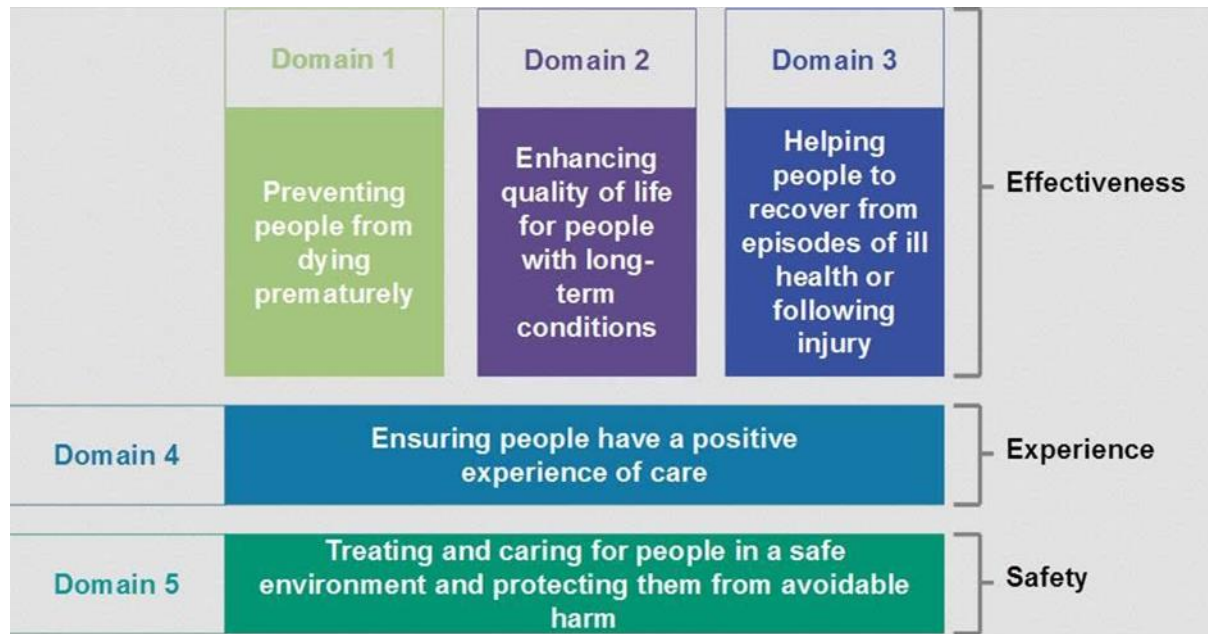 Domain 1
Preventing
people from
dying
prematurely
Domain 2
Enhancing
quality of life
for people
with long-
term
conditions
Domain 3
Helping
people to
recover from
episodes of ill
health or
following
injury
Effectiveness
Domain 4
Ensuring people have a positive
experience of care
Experience
Domain 5
Treating and caring for people in a safe
environment and protecting them from avoidable
harm
Safety